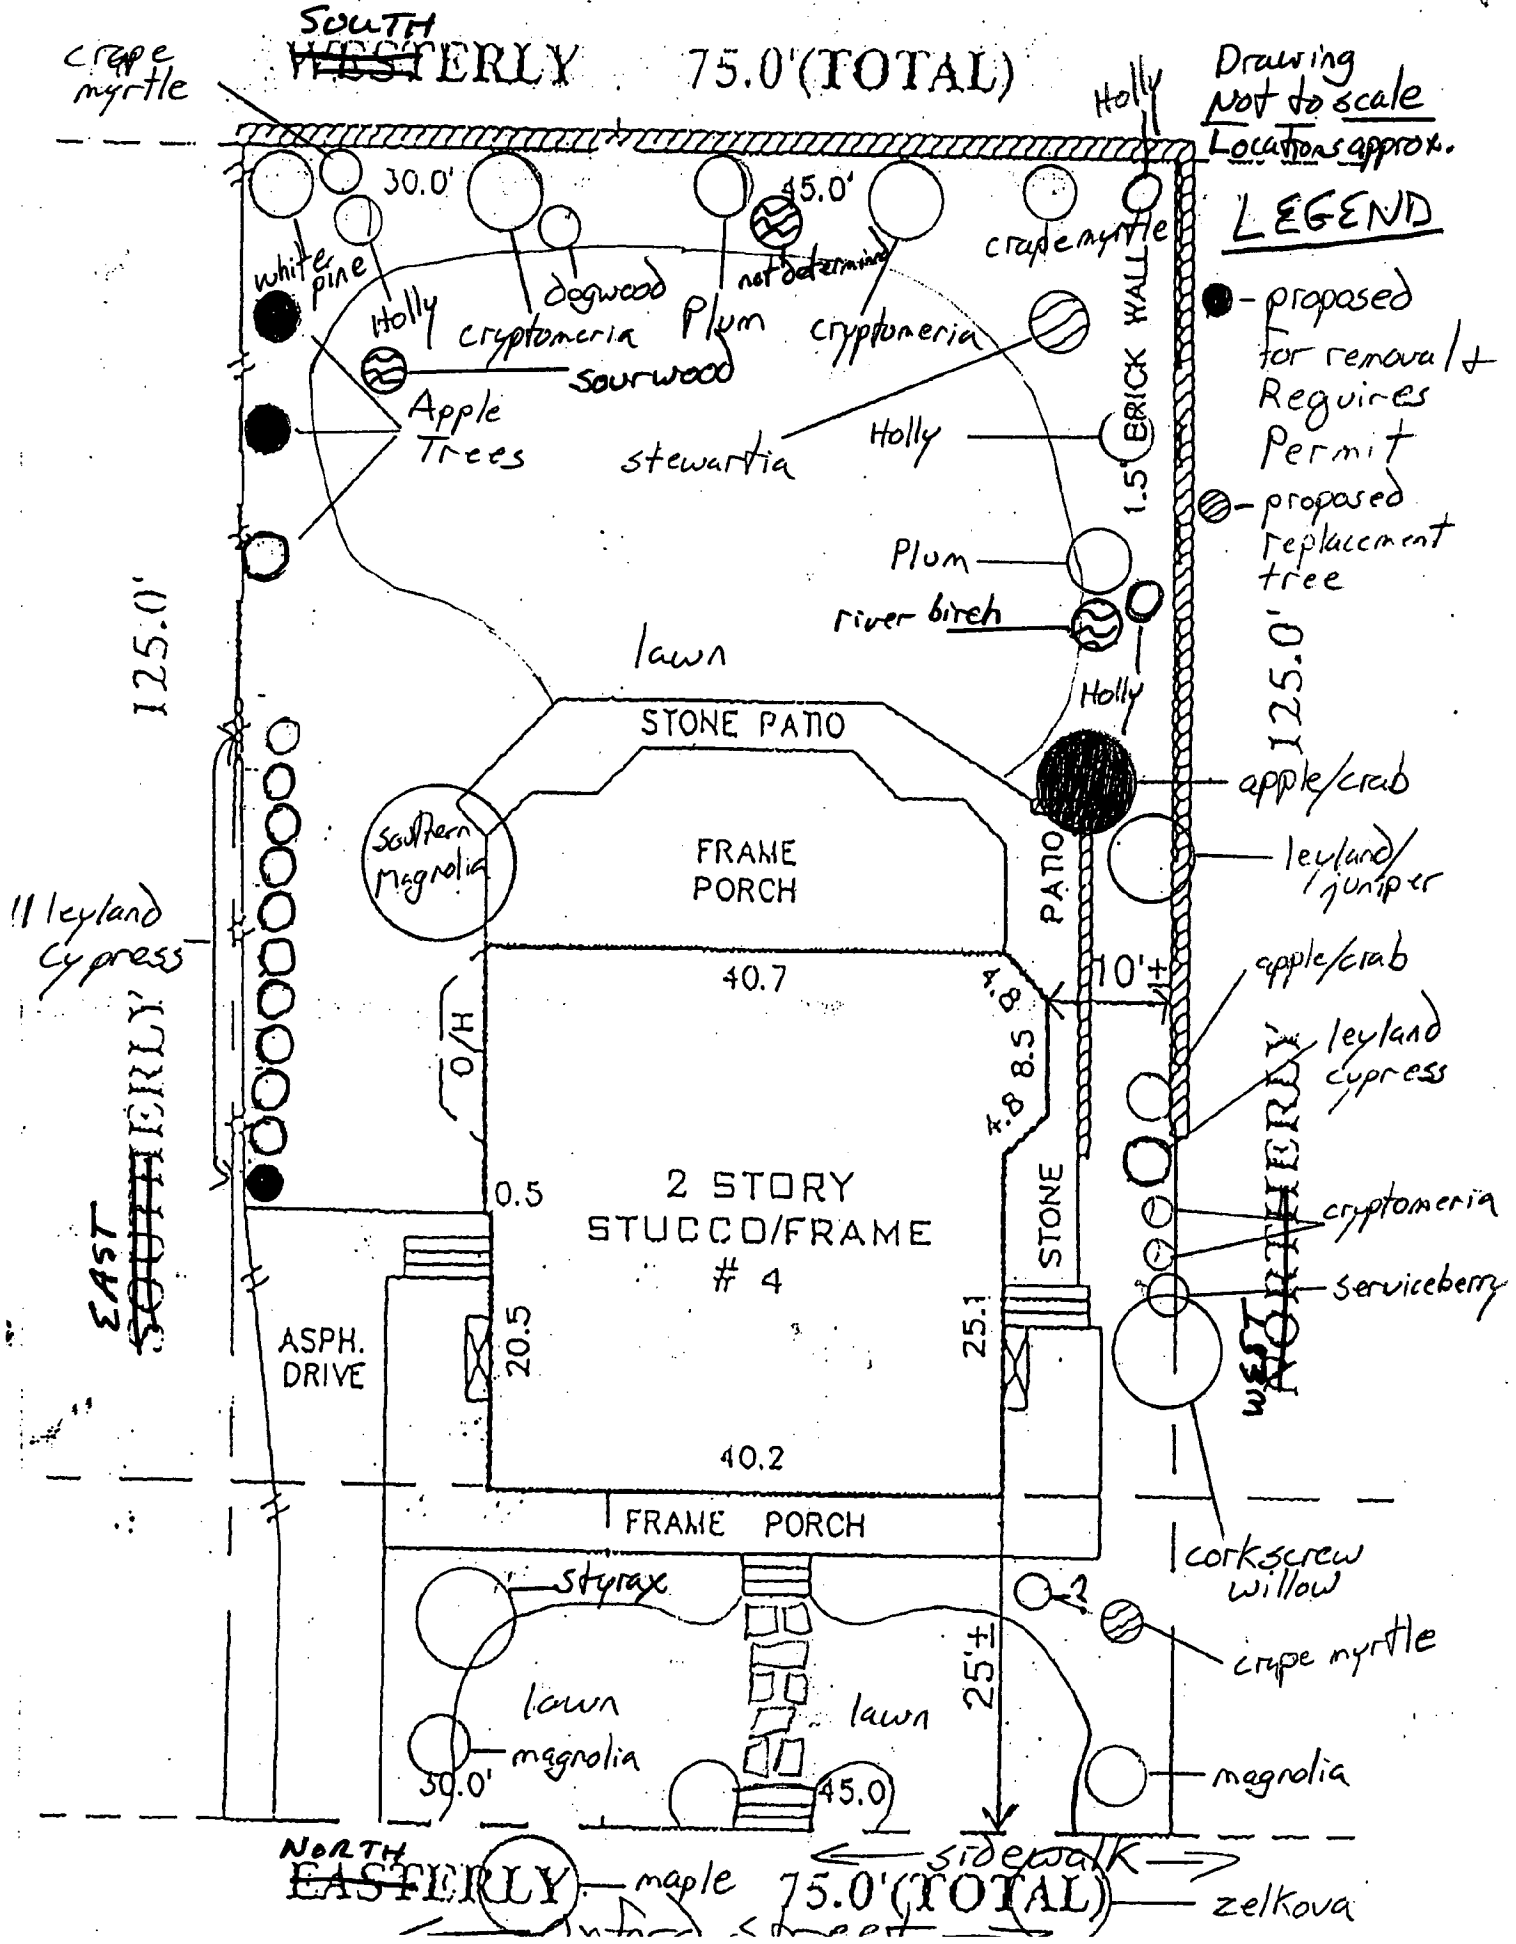 SOUTH
WESTERLY 75.0'(TOTAL)
crape
myrtle
Holly
Drawing
Not to scale
Locations approx.
LEGEND
- proposed
for removal +
Requires
Permit
- proposed
replacement
tree
30.0'
45.0'
white
pine
Holly
cryptomeria
dogwood
Plum
not determined
cryptomeria
crape myrtle
sourwood
Apple
Trees
stewartia
Holly
1.5' BRICK WALL
Plum
river birch
Holly
lawn
125.0'
125.0'
STONE PATIO
Southern
Magnolia
FRAME
PORCH
PATIO
apple/crab
leyland/
juniper
11 leyland
cypress
40.7
4.8
10'±
8.5
4.8
O/H
apple/crab
leyland
cypress
cryptomeria
serviceberry
EAST
SOUTHERLY
WEST
NORTHERLY
0.5
2 STORY
STUCCO/FRAME
# 4
STONE
ASPH.
DRIVE
20.5
25.1
40.2
FRAME PORCH
corkscrew
willow
styrax
?
crape myrtle
25'±
lawn
lawn
magnolia
magnolia
30.0'
45.0
NORTH
EASTERLY
maple
sidewalk
75.0'(TOTAL)
zelkova
street